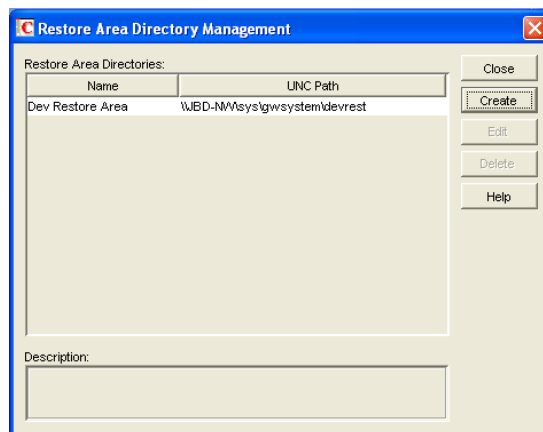 Restore Area Directory Management
Restore Area Directories:
Close
Name UNC Path
Dev Restore Area \\JBD-NW\sys\gwsystem\devrest
Create
Edit
Delete
Help
Description: